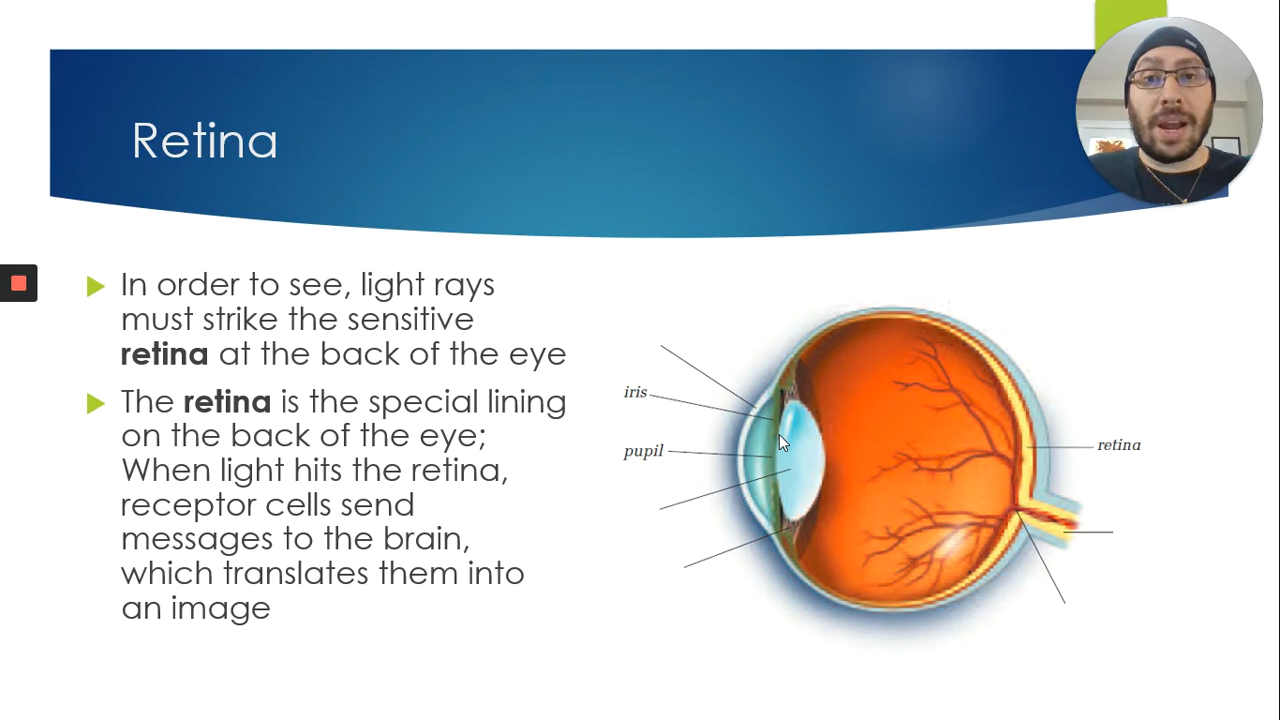 Retina
In order to see, light rays
must strike the sensitive
retina at the back of the eye
The retina is the special lining
on the back of the eye;
When light hits the retina,
receptor cells send
messages to the brain,
which translates them into
an image
iris
pupil
retina